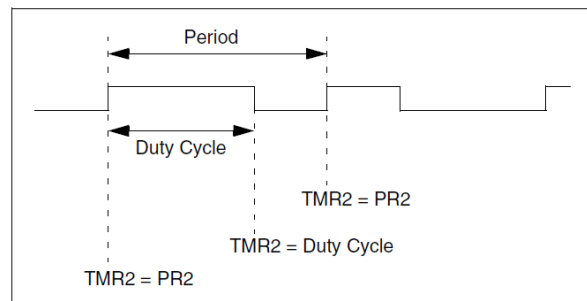 Period
Duty Cycle
TMR2 = PR2
TMR2 = Duty Cycle
TMR2 = PR2